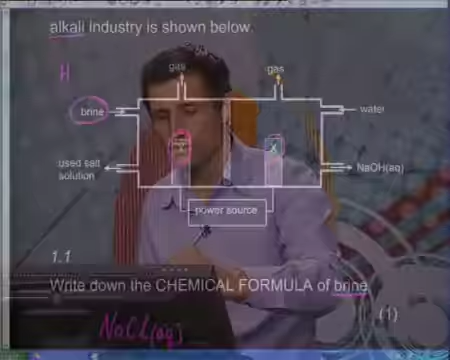 alkali industry is shown below.
H
gas
gas
brine
water
Y
X
used salt
solution
NaOH(aq)
power source
1.1
Write down the CHEMICAL FORMULA of brine
(1)
NaCl(aq)